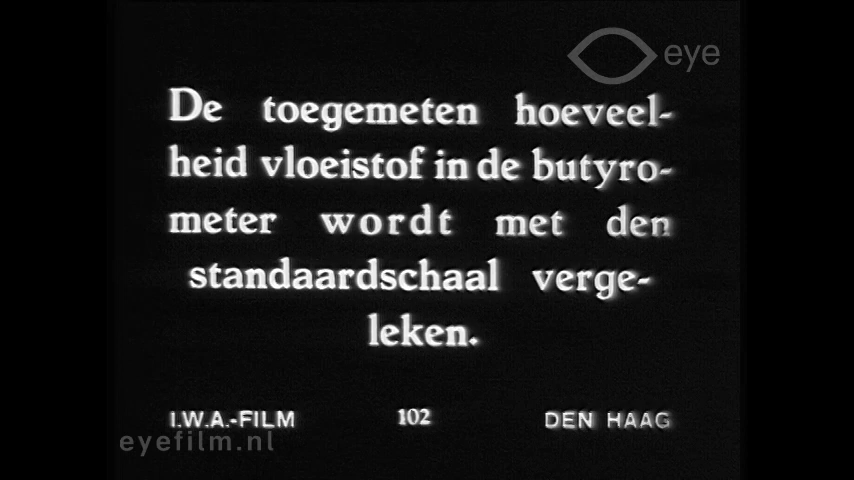 eye
De toegemeten hoeveel-
heid vloeistof in de butyro-
meter wordt met den
standaardschaal verge-
leken.
I.W.A.-FILM 102 DEN HAAG
eyefilm.nl